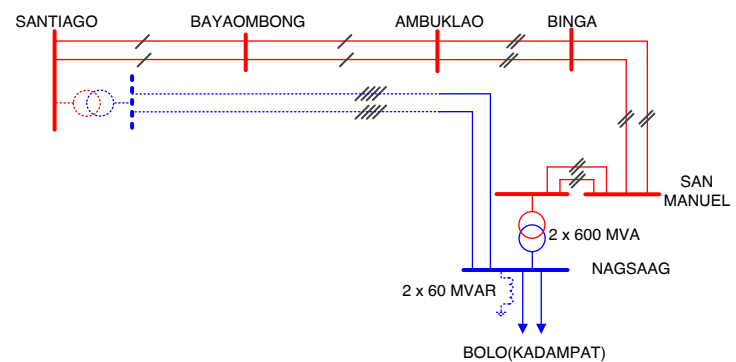 SANTIAGO
BAYAOMBONG
AMBUKLAO
BINGA
SAN
MANUEL
2 x 600 MVA
NAGSAAG
2 x 60 MVAR
BOLO(KADAMPAT)